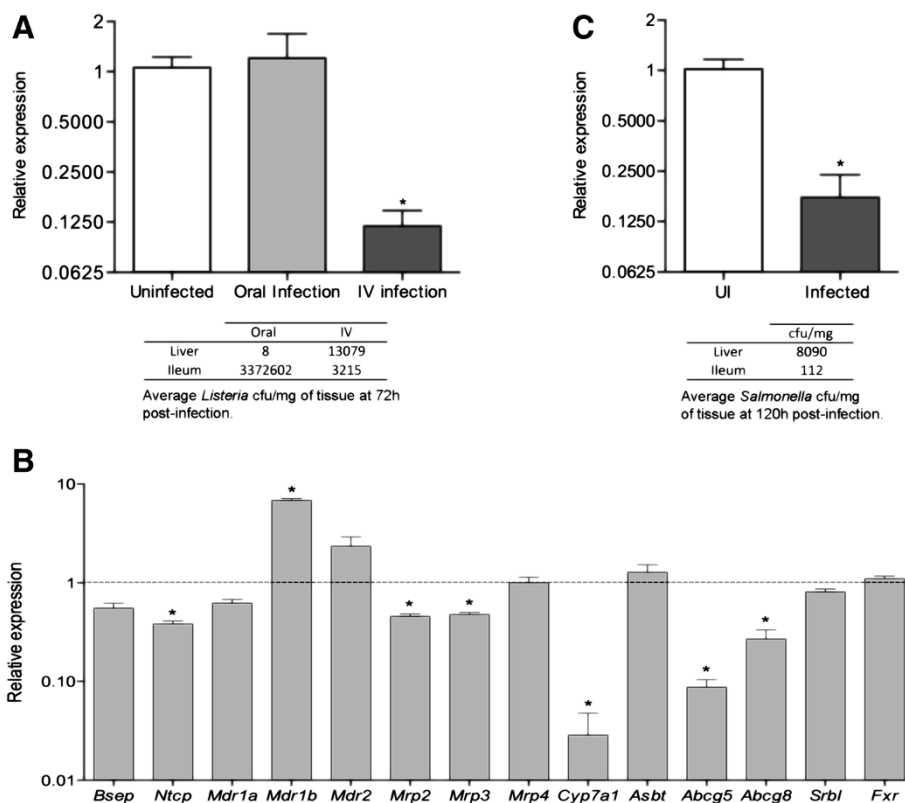 A
Relative expression
2
1
0.5000
0.2500
0.1250
0.0625
*
Uninfected Oral Infection IV infection
Oral IV
Liver 8 13079
Ileum 3372602 3215
Average Listeria cfu/mg of tissue at 72h
post-infection.
C
Relative expression
2
1
0.5000
0.2500
0.1250
0.0625
*
UI Infected
cfu/mg
Liver 8090
Ileum 112
Average Salmonella cfu/mg
of tissue at 120h post-infection.
B
Relative expression
10
1
0.10
0.01
* * * * * * *
Bsep Ntcp Mdr1a Mdr1b Mdr2 Mrp2 Mrp3 Mrp4 Cyp7a1 Asbt Abcg5 Abcg8 Srbl Fxr